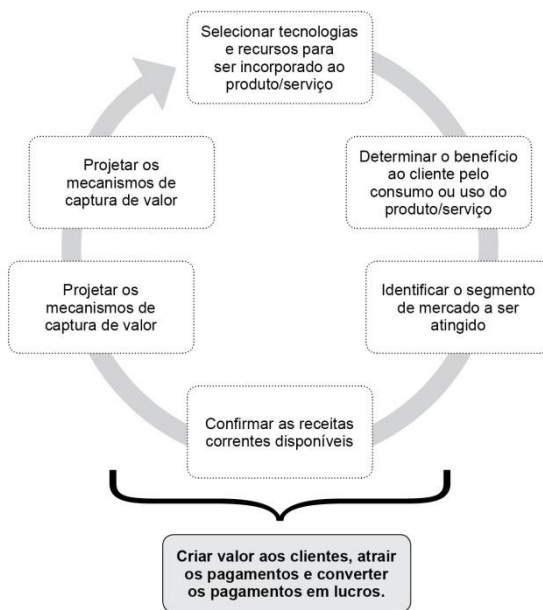 Selecionar tecnologias
e recursos para
ser incorporado ao
produto/serviço
Determinar o benefício
ao cliente pelo
consumo ou uso do
produto/serviço
Identificar o segmento
de mercado a ser
atingido
Confirmar as receitas
correntes disponíveis
Projetar os
mecanismos de
captura de valor
Projetar os
mecanismos de
captura de valor
Criar valor aos clientes, atrair
os pagamentos e converter
os pagamentos em lucros.